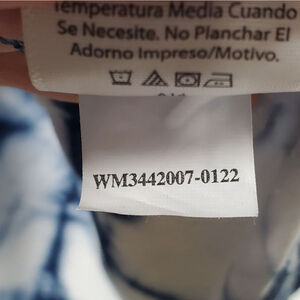 Temperatura Media Cuando
Se Necesite. No Planchar El
Adorno Impreso/Motivo.
WM3442007-0122